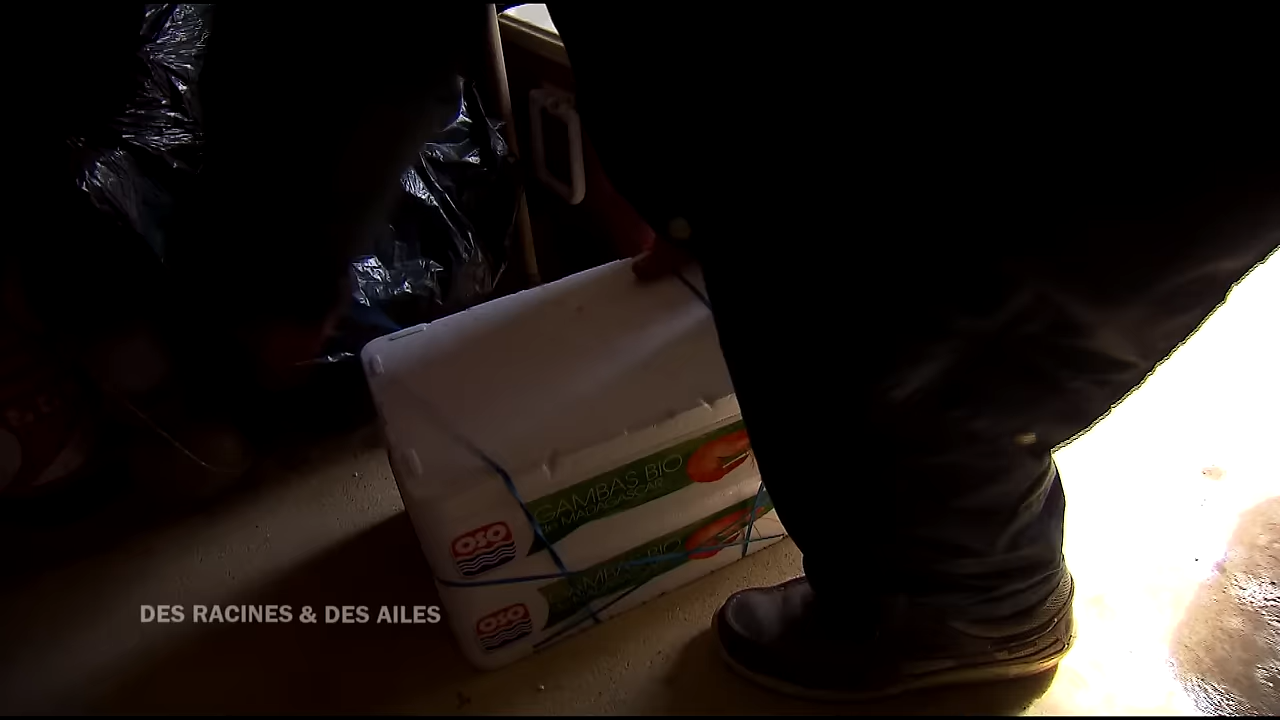 GAMBAS BIO
de MADAGASCAR
OSO
GAMBAS BIO
OSO
DES RACINES & DES AILES